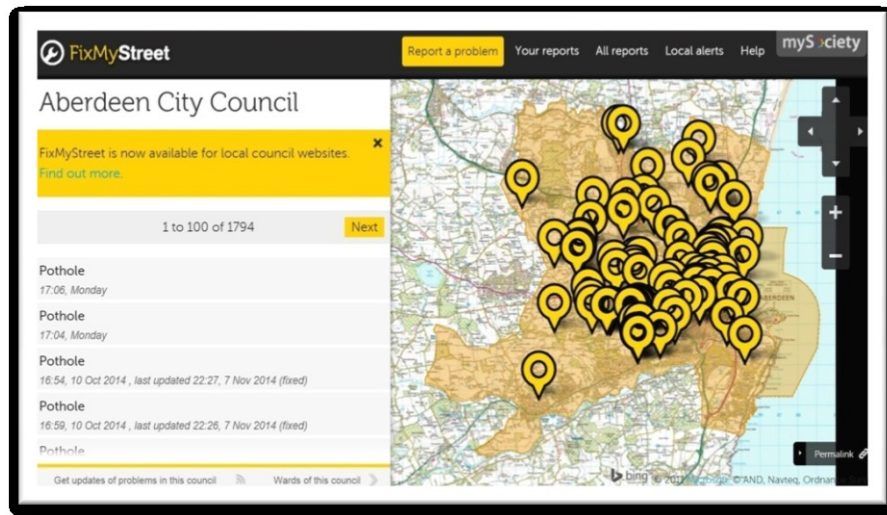 FixMyStreet
Report a problem Your reports All reports Local alerts Help mySociety
Aberdeen City Council
FixMyStreet is now available for local council websites.
Find out more.
1 to 100 of 1794 Next
Pothole
17:06, Monday
Pothole
17:04, Monday
Pothole
16:54, 10 Oct 2014 , last updated 22:27, 7 Nov 2014 (fixed)
Pothole
16:59, 10 Oct 2014 , last updated 22:26, 7 Nov 2014 (fixed)
Pothole
Get updates of problems in this council Wards of this council
ABERDEEN
Permalink
bing © AND, Navteq,